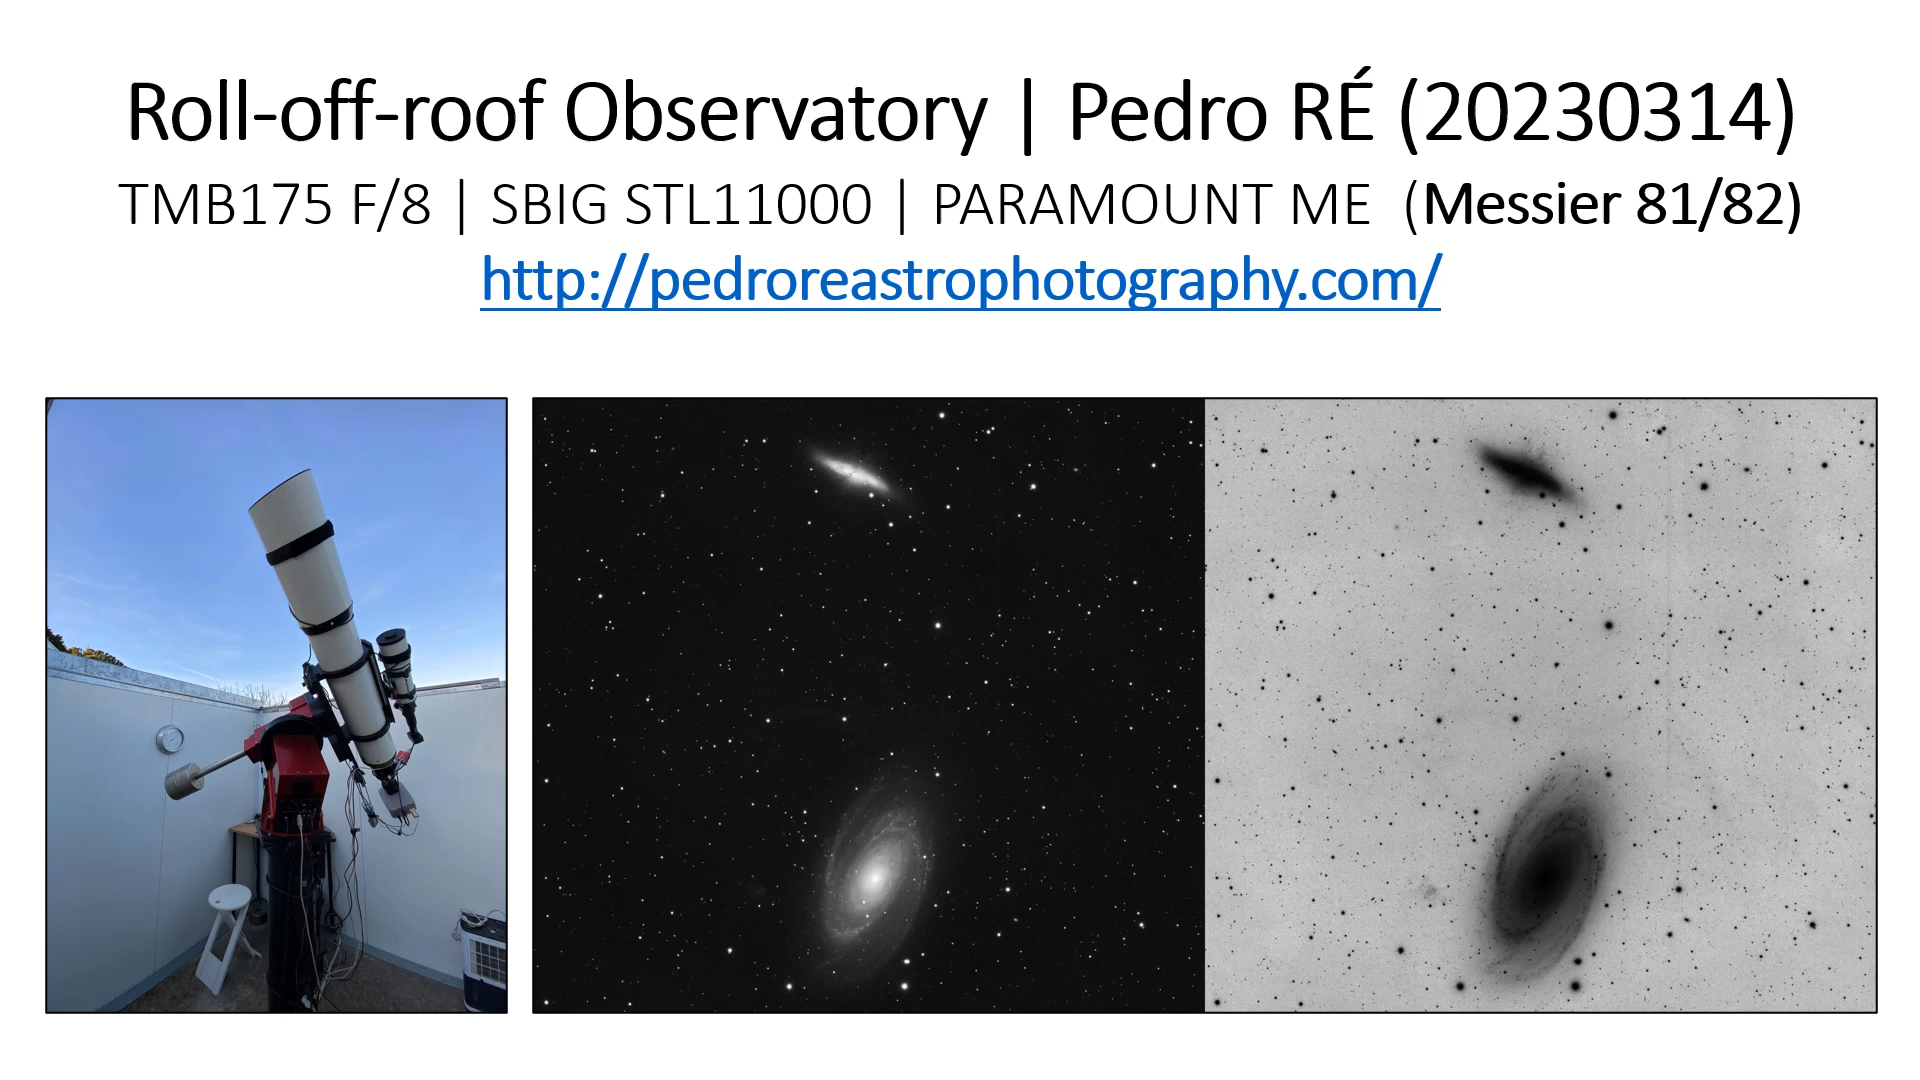 Roll-off-roof Observatory | Pedro RÉ (20230314)
TMB175 F/8 | SBIG STL11000 | PARAMOUNT ME (Messier 81/82)
http://pedroreastrophotography.com/